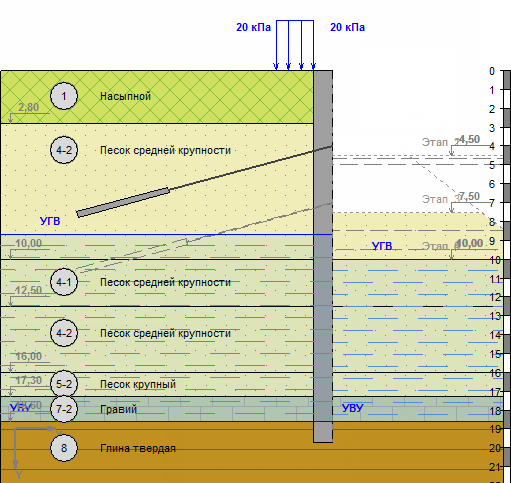 20 кПа 20 кПа
0
1 Насыпной 1
2,80 2
3
4-2 Песок средней крупности Этап 4,50 4
5
6
Этап 7,50 7
УГВ 8
10,00 УГВ Этап 10,00 9
10
4-1 Песок средней крупности 11
12,50 12
13
4-2 Песок средней крупности 14
15
16,00 16
17,30 5-2 Песок крупный 17
УВУ 7-2 Гравий УВУ 18
19
8 Глина твердая 20
Y 21